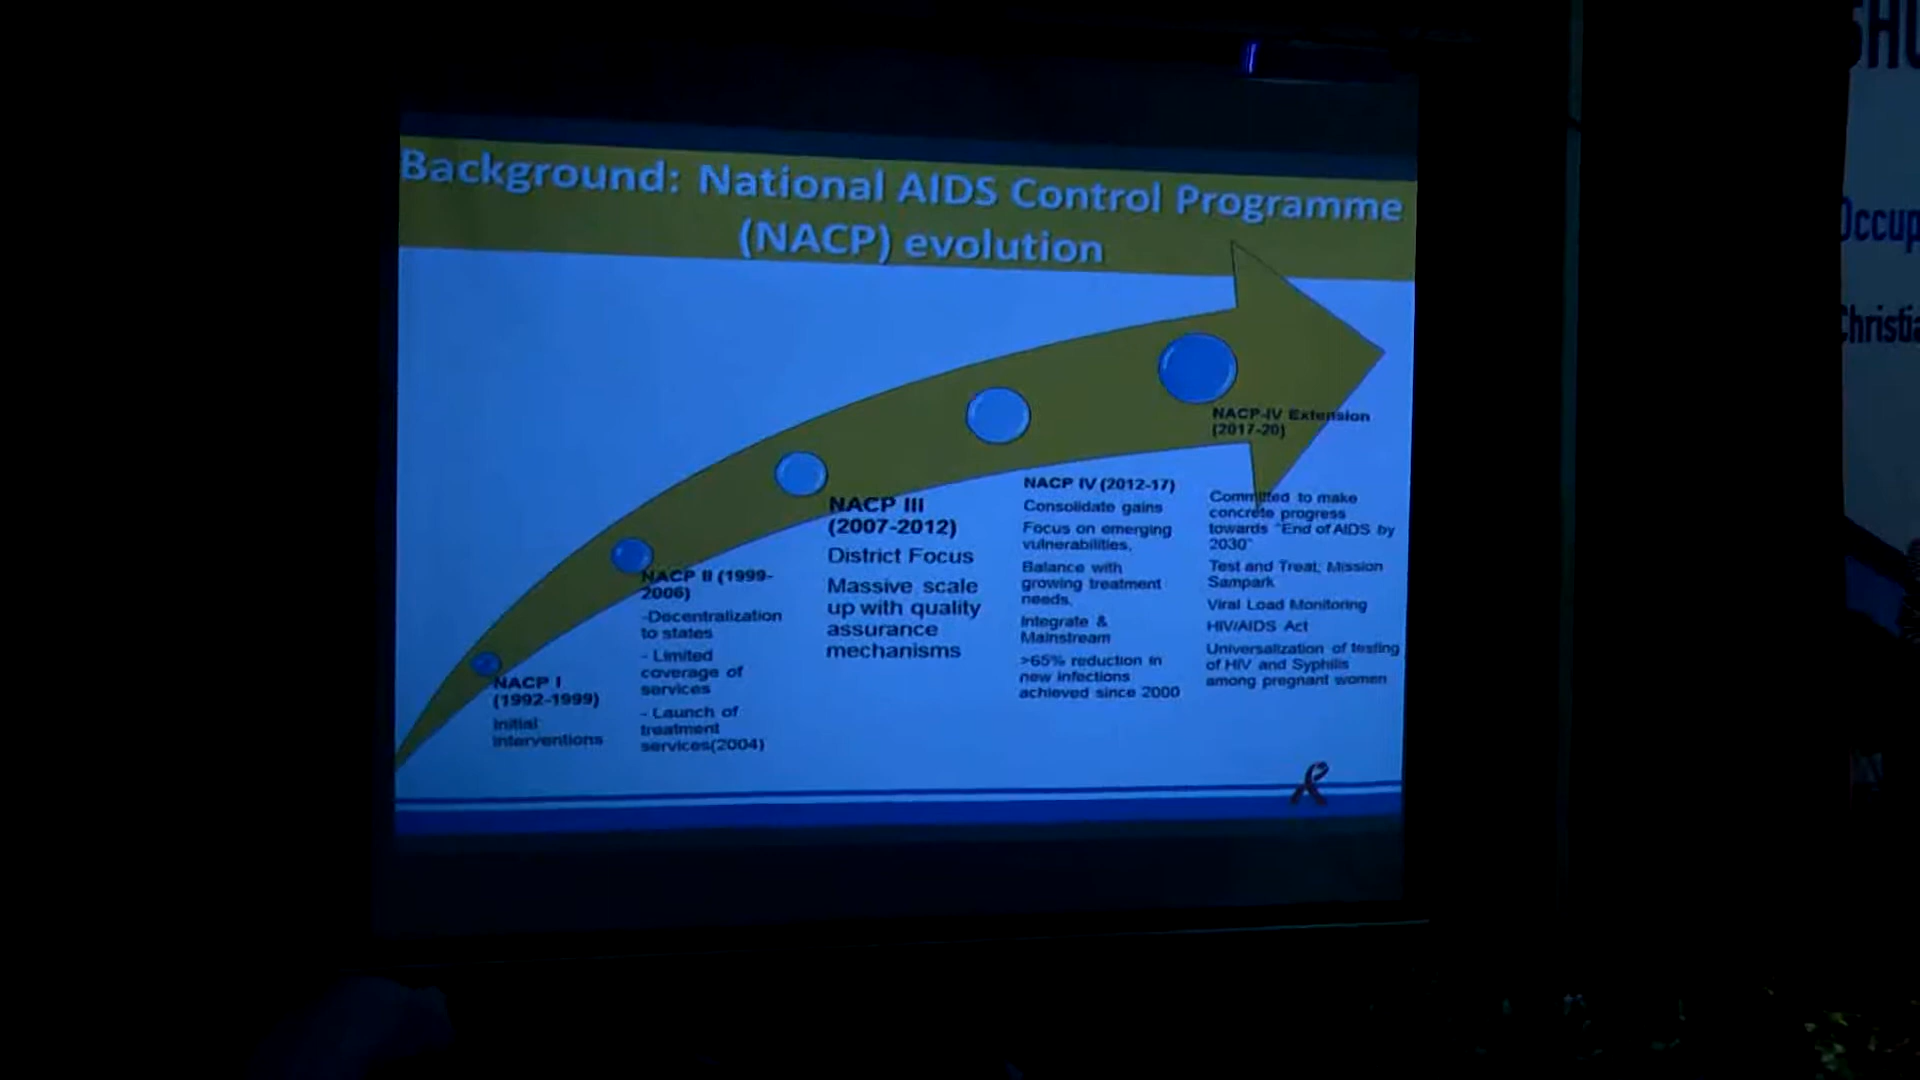 Background: National AIDS Control Programme
(NACP) evolution
NACP I
(1992-1999)
Initial
interventions
NACP II (1999-
2006)
-Decentralization
to states
- Limited
coverage of
services
- Launch of
treatment
services(2004)
NACP III
(2007-2012)
District Focus
Massive scale
up with quality
assurance
mechanisms
NACP IV (2012-17)
Consolidate gains
Focus on emerging
vulnerabilities,
Balance with
growing treatment
needs,
Integrate &
Mainstream
>65% reduction in
new infections
achieved since 2000
NACP-IV Extension
(2017-20)
Committed to make
concrete progress
towards "End of AIDS by
2030"
Test and Treat; Mission
Sampark
Viral Load Monitoring
HIV/AIDS Act
Universalization of testing
of HIV and Syphilis
among pregnant women
Occup
Christia